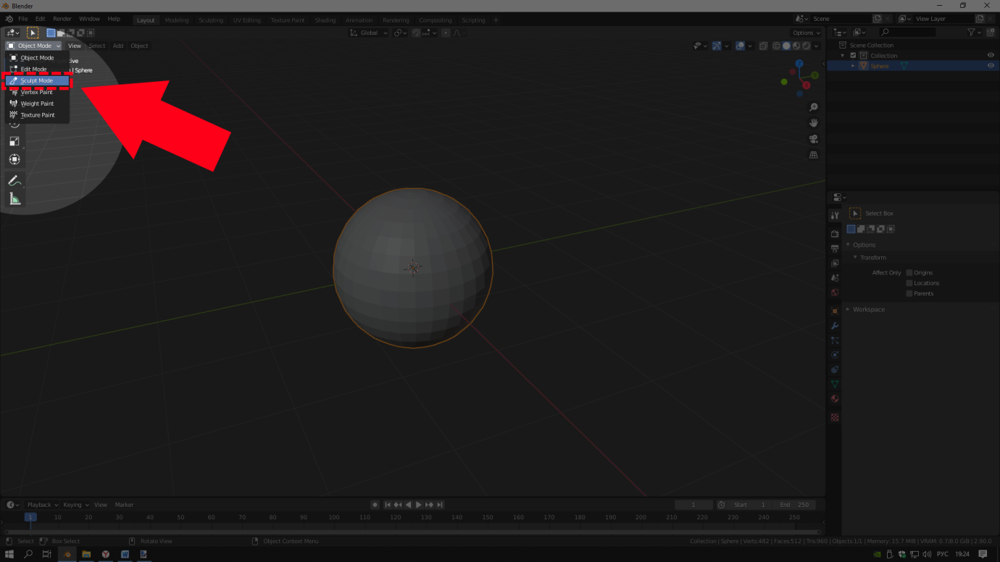 Blender
File Edit Render Window Help Layout Modeling Sculpting UV Editing Texture Paint Shading Animation Rendering Compositing Scripting + Scene View Layer
Global Options
Object Mode View Select Add Object Scene Collection
Object Mode Collection
Edit Mode | Sphere Sphere
Sculpt Mode
Vertex Paint
Weight Paint
Texture Paint
Z
Y
X
Select Box
Options
Transform
Affect Only Origins
Locations
Parents
Workspace
Playback Keying View Marker 1 Start 1 End 250
1 10 20 30 40 50 60 70 80 90 100 110 120 130 140 150 160 170 180 190 200 210 220 230 240 250
Select Box Select Rotate View Object Context Menu Collection | Sphere | Verts:482 | Faces:512 | Tris:960 | Objects:1/1 | Memory: 15.7 MiB | VRAM: 0.7/8.0 GiB | 2.90.0
РУС 19:24